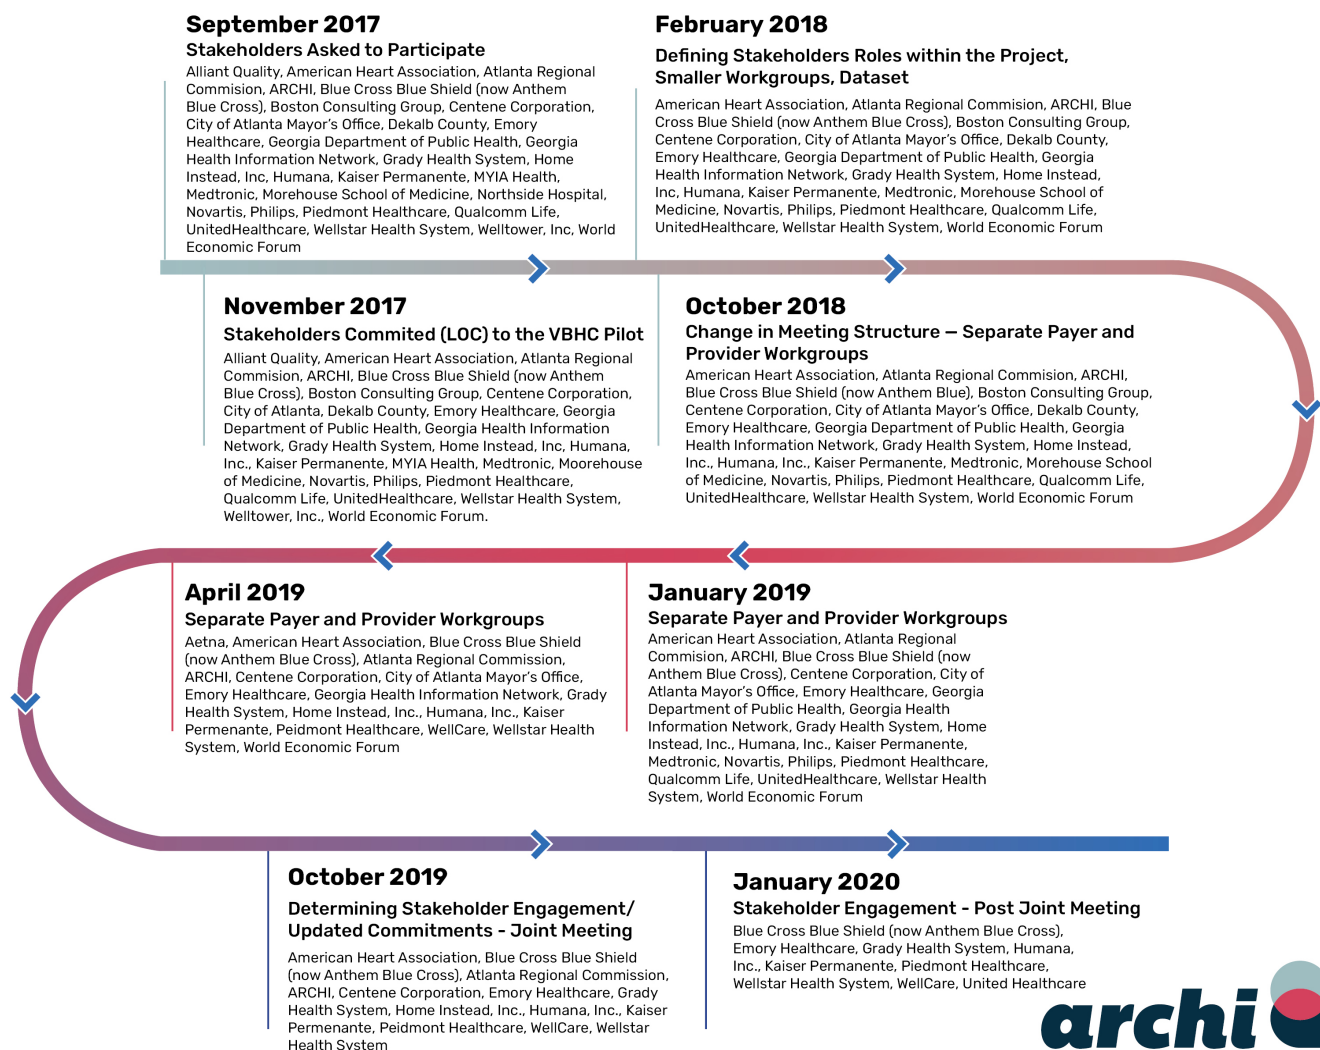 September 2017
Stakeholders Asked to Participate
Alliant Quality, American Heart Association, Atlanta Regional
Commision, ARCHI, Blue Cross Blue Shield (now Anthem
Blue Cross), Boston Consulting Group, Centene Corporation,
City of Atlanta Mayor's Office, Dekalb County, Emory
Healthcare, Georgia Department of Public Health, Georgia
Health Information Network, Grady Health System, Home
Instead, Inc, Humana, Kaiser Permanente, MYIA Health,
Medtronic, Morehouse School of Medicine, Northside Hospital,
Novartis, Philips, Piedmont Healthcare, Qualcomm Life,
UnitedHealthcare, Wellstar Health System, Welltower, Inc, World
Economic Forum
February 2018
Defining Stakeholders Roles within the Project,
Smaller Workgroups, Dataset
American Heart Association, Atlanta Regional Commision, ARCHI, Blue
Cross Blue Shield (now Anthem Blue Cross), Boston Consulting Group,
Centene Corporation, City of Atlanta Mayor's Office, Dekalb County,
Emory Healthcare, Georgia Department of Public Health, Georgia
Health Information Network, Grady Health System, Home Instead,
Inc, Humana, Kaiser Permanente, Medtronic, Morehouse School of
Medicine, Novartis, Philips, Piedmont Healthcare, Qualcomm Life,
UnitedHealthcare, Wellstar Health System, World Economic Forum
November 2017
Stakeholders Commited (LOC) to the VBHC Pilot
Alliant Quality, American Heart Association, Atlanta Regional
Commision, ARCHI, Blue Cross Blue Shield (now Anthem
Blue Cross), Boston Consulting Group, Centene Corporation,
City of Atlanta, Dekalb County, Emory Healthcare, Georgia
Department of Public Health, Georgia Health Information
Network, Grady Health System, Home Instead, Inc, Humana,
Inc., Kaiser Permanente, MYIA Health, Medtronic, Moorehouse
of Medicine, Novartis, Philips, Piedmont Healthcare,
Qualcomm Life, UnitedHealthcare, Wellstar Health System,
Welltower, Inc., World Economic Forum.
October 2018
Change in Meeting Structure – Separate Payer and
Provider Workgroups
American Heart Association, Atlanta Regional Commision, ARCHI,
Blue Cross Blue Shield (now Anthem Blue), Boston Consulting Group,
Centene Corporation, City of Atlanta Mayor's Office, Dekalb County,
Emory Healthcare, Georgia Department of Public Health, Georgia
Health Information Network, Grady Health System, Home Instead,
Inc., Humana, Inc., Kaiser Permanente, Medtronic, Morehouse School
of Medicine, Novartis, Philips, Piedmont Healthcare, Qualcomm Life,
UnitedHealthcare, Wellstar Health System, World Economic Forum
April 2019
Separate Payer and Provider Workgroups
Aetna, American Heart Association, Blue Cross Blue Shield
(now Anthem Blue Cross), Atlanta Regional Commission,
ARCHI, Centene Corporation, City of Atlanta Mayor's Office,
Emory Healthcare, Georgia Health Information Network, Grady
Health System, Home Instead, Inc., Humana, Inc., Kaiser
Permenante, Peidmont Healthcare, WellCare, Wellstar Health
System, World Economic Forum
January 2019
Separate Payer and Provider Workgroups
American Heart Association, Atlanta Regional
Commision, ARCHI, Blue Cross Blue Shield (now
Anthem Blue Cross), Centene Corporation, City of
Atlanta Mayor's Office, Emory Healthcare, Georgia
Department of Public Health, Georgia Health
Information Network, Grady Health System, Home
Instead, Inc., Humana, Inc., Kaiser Permanente,
Medtronic, Novartis, Philips, Piedmont Healthcare,
Qualcomm Life, UnitedHealthcare, Wellstar Health
System, World Economic Forum
October 2019
Determining Stakeholder Engagement/
Updated Commitments - Joint Meeting
American Heart Association, Blue Cross Blue Shield
(now Anthem Blue Cross), Atlanta Regional Commission,
ARCHI, Centene Corporation, Emory Healthcare, Grady
Health System, Home Instead, Inc., Humana, Inc., Kaiser
Permenante, Peidmont Healthcare, WellCare, Wellstar
Health System
January 2020
Stakeholder Engagement - Post Joint Meeting
Blue Cross Blue Shield (now Anthem Blue Cross),
Emory Healthcare, Grady Health System, Humana,
Inc., Kaiser Permanente, Piedmont Healthcare,
Wellstar Health System, WellCare, United Healthcare
archi